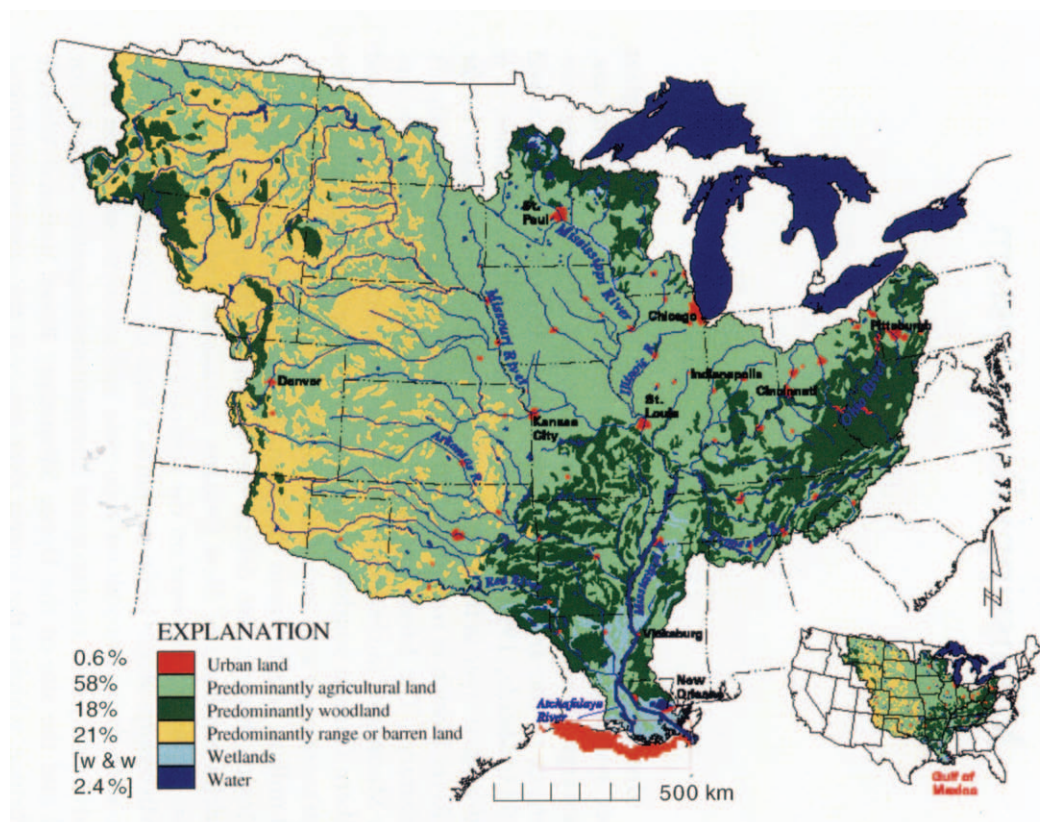 St.
Paul
Mississippi River
Missouri River
Chicago
Pittsburgh
Illinois R.
Indianapolis
Denver
Cincinnati
Ohio River
St.
Louis
Kansas
City
Arkansas R.
Red River
Mississippi R.
Vicksburg
New
Orleans
Atchafalaya
River
EXPLANATION
0.6% Urban land
58% Predominantly agricultural land
18% Predominantly woodland
21% Predominantly range or barren land
[w & w Wetlands
2.4%] Water
500 km
Gulf of
Mexico